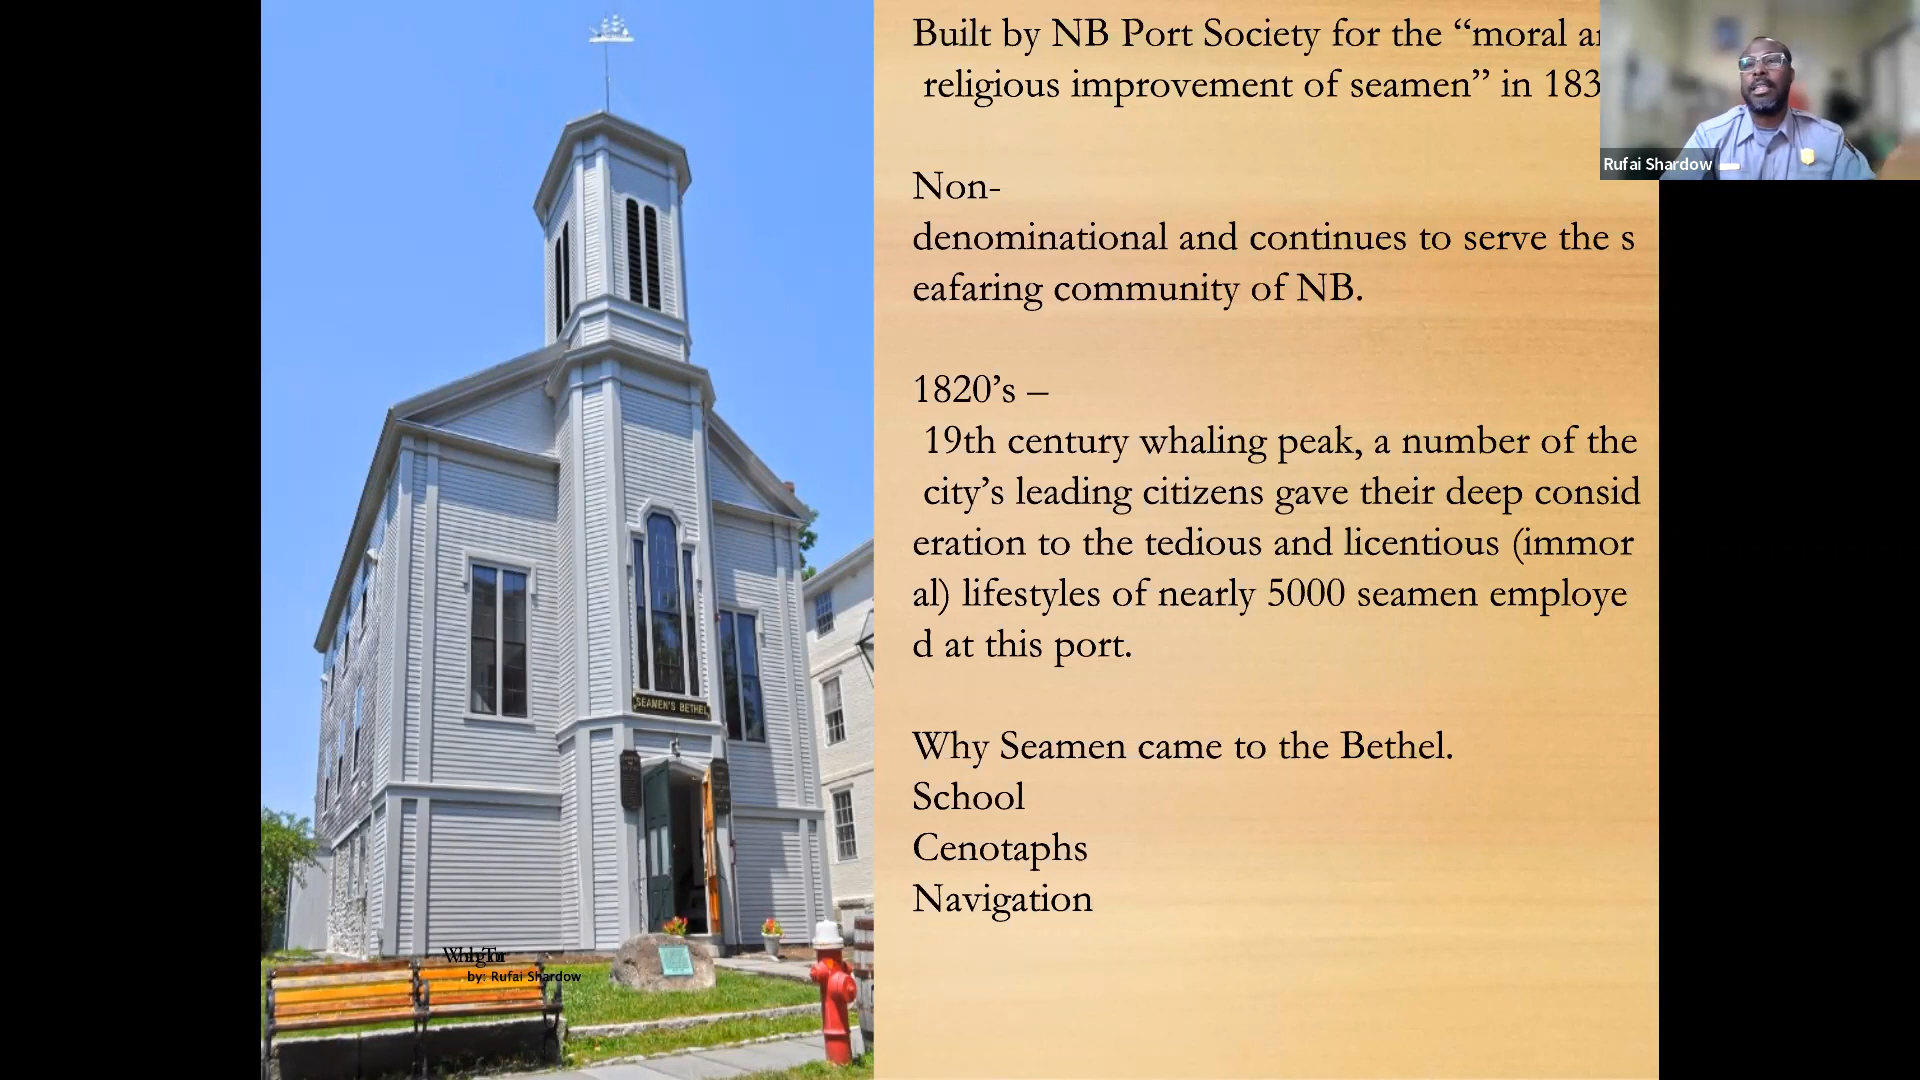 Built by NB Port Society for the “moral
religious improvement of seamen” in 183
Non-
denominational and continues to serve the s
eafaring community of NB.
1820’s –
19th century whaling peak, a number of the
city’s leading citizens gave their deep consid
eration to the tedious and licentious (immor
al) lifestyles of nearly 5000 seamen employe
d at this port.
Why Seamen came to the Bethel.
School
Cenotaphs
Navigation
SEAMEN'S BETHEL
by: Rufai Shardow
Rufai Shardow